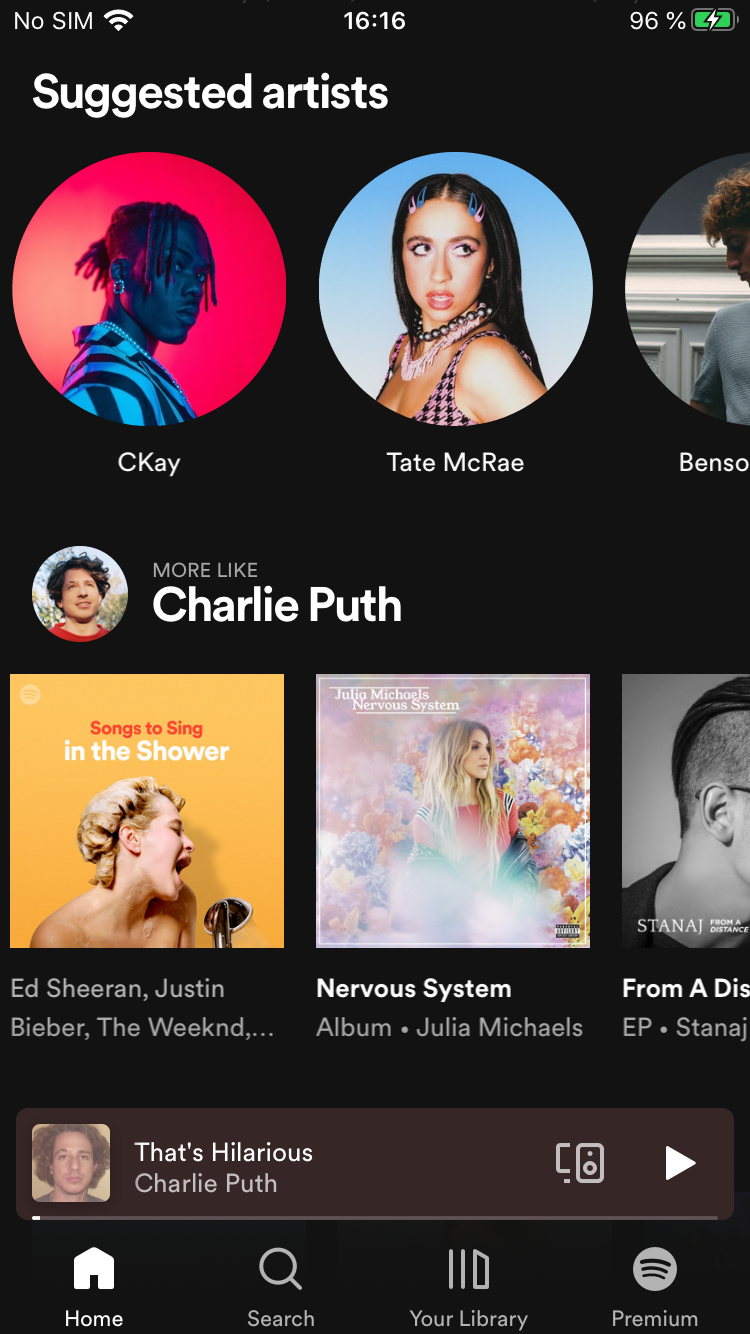 No SIM 16:16 96 %
Suggested artists
CKay
Tate McRae
Benso
MORE LIKE
Charlie Puth
Songs to Sing
in the Shower
Ed Sheeran, Justin
Bieber, The Weeknd,...
Julia Michaels
Nervous System
Nervous System
Album • Julia Michaels
STANAJ FROM A
DISTANCE
From A Dis
EP • Stanaj
That's Hilarious
Charlie Puth
Home
Search
Your Library
Premium